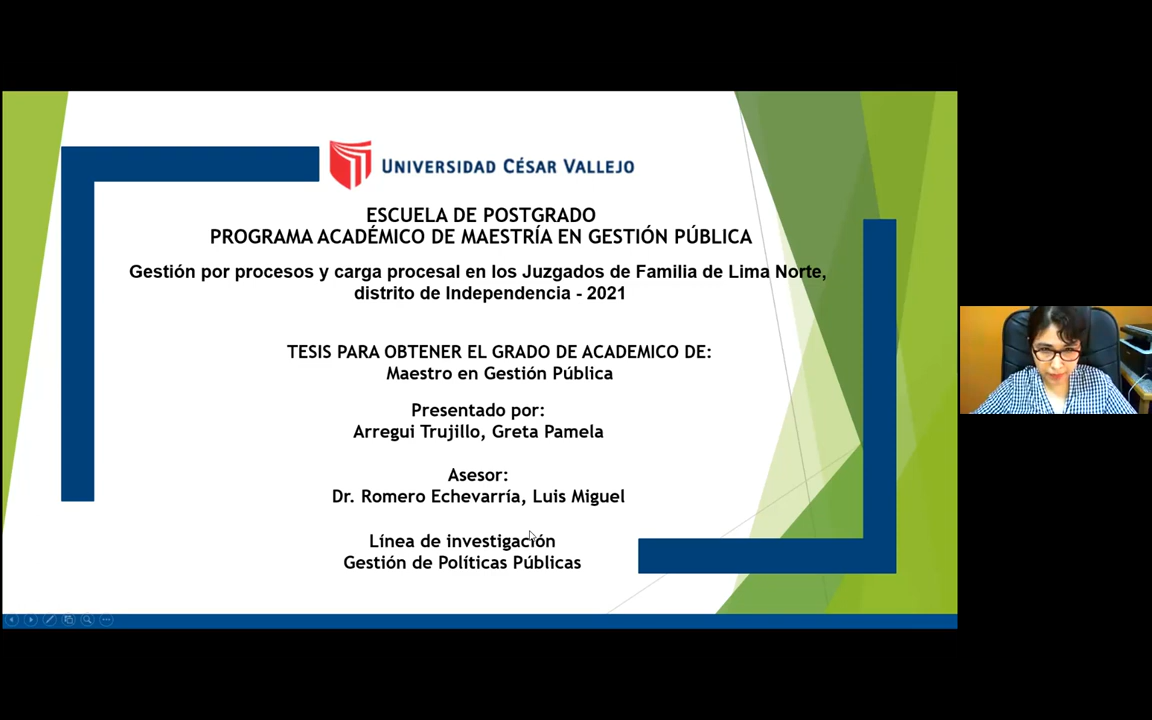 UNIVERSIDAD CÉSAR VALLEJO
ESCUELA DE POSTGRADO
PROGRAMA ACADÉMICO DE MAESTRÍA EN GESTIÓN PÚBLICA
Gestión por procesos y carga procesal en los Juzgados de Familia de Lima Norte,
distrito de Independencia - 2021
TESIS PARA OBTENER EL GRADO DE ACADEMICO DE:
Maestro en Gestión Pública
Presentado por:
Arregui Trujillo, Greta Pamela
Asesor:
Dr. Romero Echevarría, Luis Miguel
Línea de investigación
Gestión de Políticas Públicas